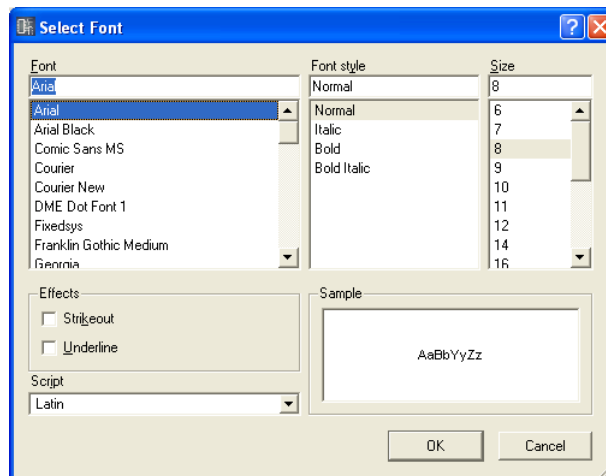 Select Font
Font
Arial
Arial
Arial Black
Comic Sans MS
Courier
Courier New
DME Dot Font 1
Fixedsys
Franklin Gothic Medium
Georgia
Font style
Normal
Normal
Italic
Bold
Bold Italic
Size
8
6
7
8
9
10
11
12
14
16
Effects
Strikeout
Underline
Script
Latin
Sample
AaBbYyZz
OK
Cancel